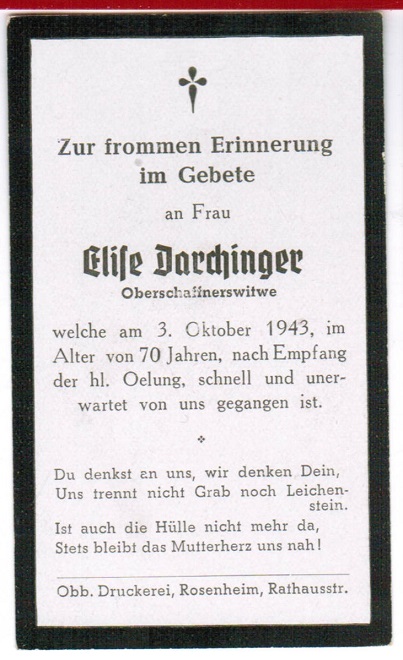 Zur frommen Erinnerung
im Gebete
an Frau
Elise Darchinger
Oberschaffnerswitwe
welche am 3. Oktober 1943, im
Alter von 70 Jahren, nach Empfang
der hl. Oelung, schnell und uner-
wartet von uns gegangen ist.
Du denkst an uns, wir denken Dein,
Uns trennt nicht Grab noch Leichen-
stein.
Ist auch die Hülle nicht mehr da,
Stets bleibt das Mutterherz uns nah!
Obb. Druckerei, Rosenheim, Rathausstr.